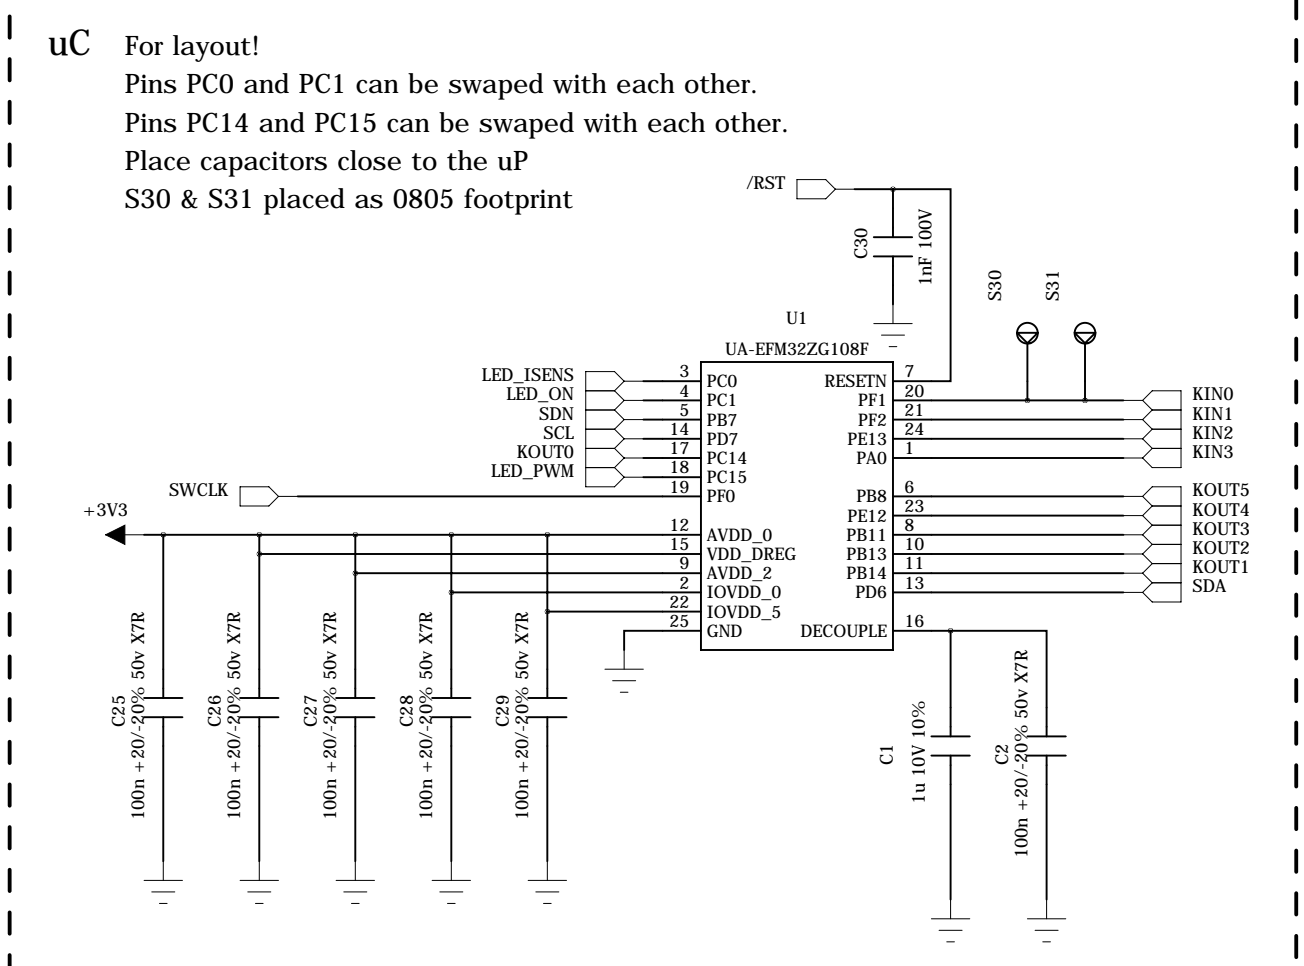 uC For layout!
Pins PC0 and PC1 can be swaped with each other.
Pins PC14 and PC15 can be swaped with each other.
Place capacitors close to the uP
S30 & S31 placed as 0805 footprint
/RST
C30
1nF 100V
S30
S31
U1
UA-EFM32ZG108F
LED_ISENS 3 PC0 RESETN 7
LED_ON 4 PC1 PF1 20 KIN0
SDN 5 PB7 PF2 21 KIN1
SCL 14 PD7 PE13 24 KIN2
KOUT0 17 PC14 PA0 1 KIN3
LED_PWM 18 PC15
SWCLK 19 PF0 PB8 6 KOUT5
PE12 23 KOUT4
+3V3 12 AVDD_0 PB11 8 KOUT3
15 VDD_DREG PB13 10 KOUT2
9 AVDD_2 PB14 11 KOUT1
2 IOVDD_0 PD6 13 SDA
22 IOVDD_5
25 GND DECOUPLE 16
C25
100n +20/-20% 50v X7R
C26
100n +20/-20% 50v X7R
C27
100n +20/-20% 50v X7R
C28
100n +20/-20% 50v X7R
C29
100n +20/-20% 50v X7R
C1
1u 10V 10%
C2
100n +20/-20% 50v X7R